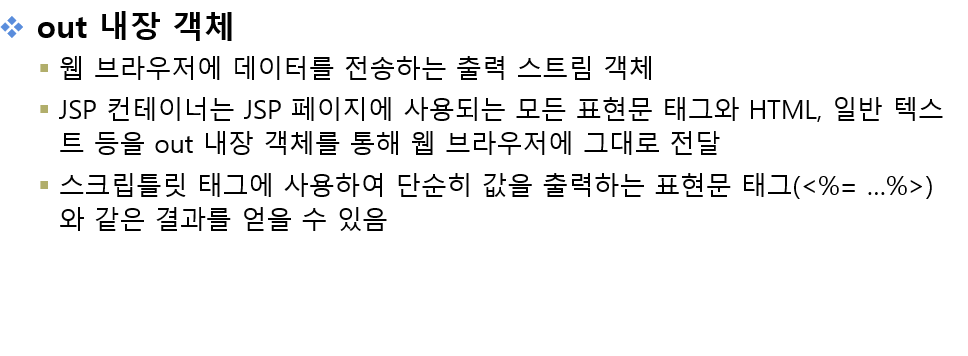 ❖ out 내장 객체
▪ 웹 브라우저에 데이터를 전송하는 출력 스트림 객체
▪ JSP 컨테이너는 JSP 페이지에 사용되는 모든 표현문 태그와 HTML, 일반 텍스
트 등을 out 내장 객체를 통해 웹 브라우저에 그대로 전달
▪ 스크립틀릿 태그에 사용하여 단순히 값을 출력하는 표현문 태그(<%= ...%>)
와 같은 결과를 얻을 수 있음